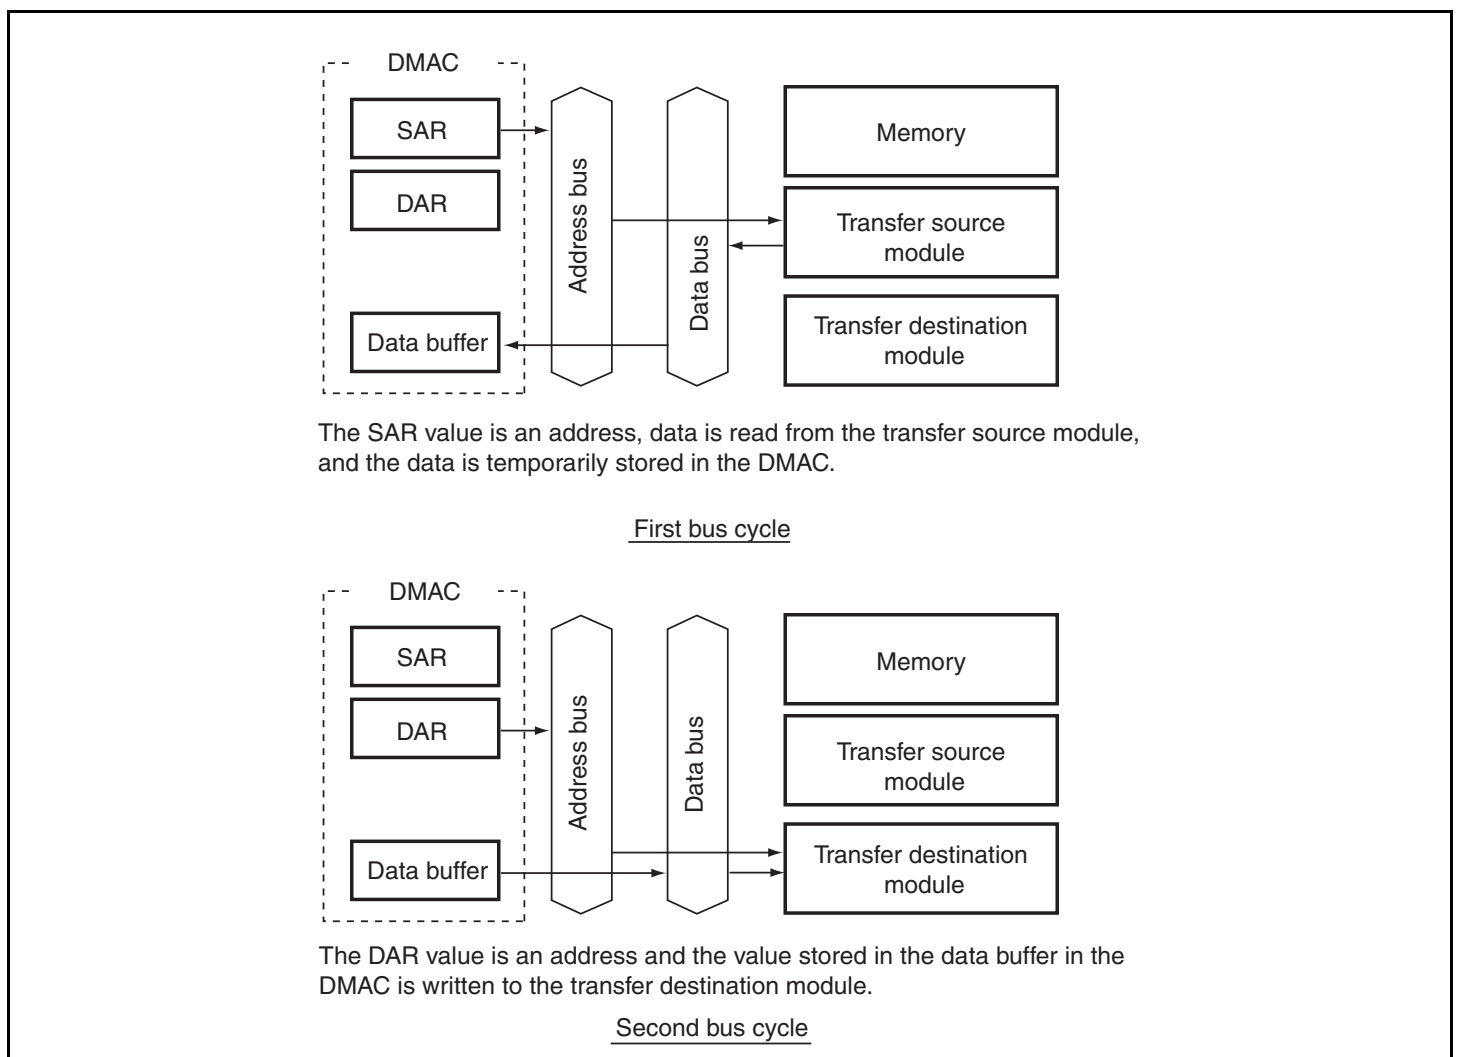 DMAC
SAR
DAR
Data buffer
Address bus
Data bus
Memory
Transfer source
module
Transfer destination
module
The SAR value is an address, data is read from the transfer source module,
and the data is temporarily stored in the DMAC.
First bus cycle
DMAC
SAR
DAR
Data buffer
Address bus
Data bus
Memory
Transfer source
module
Transfer destination
module
The DAR value is an address and the value stored in the data buffer in the
DMAC is written to the transfer destination module.
Second bus cycle